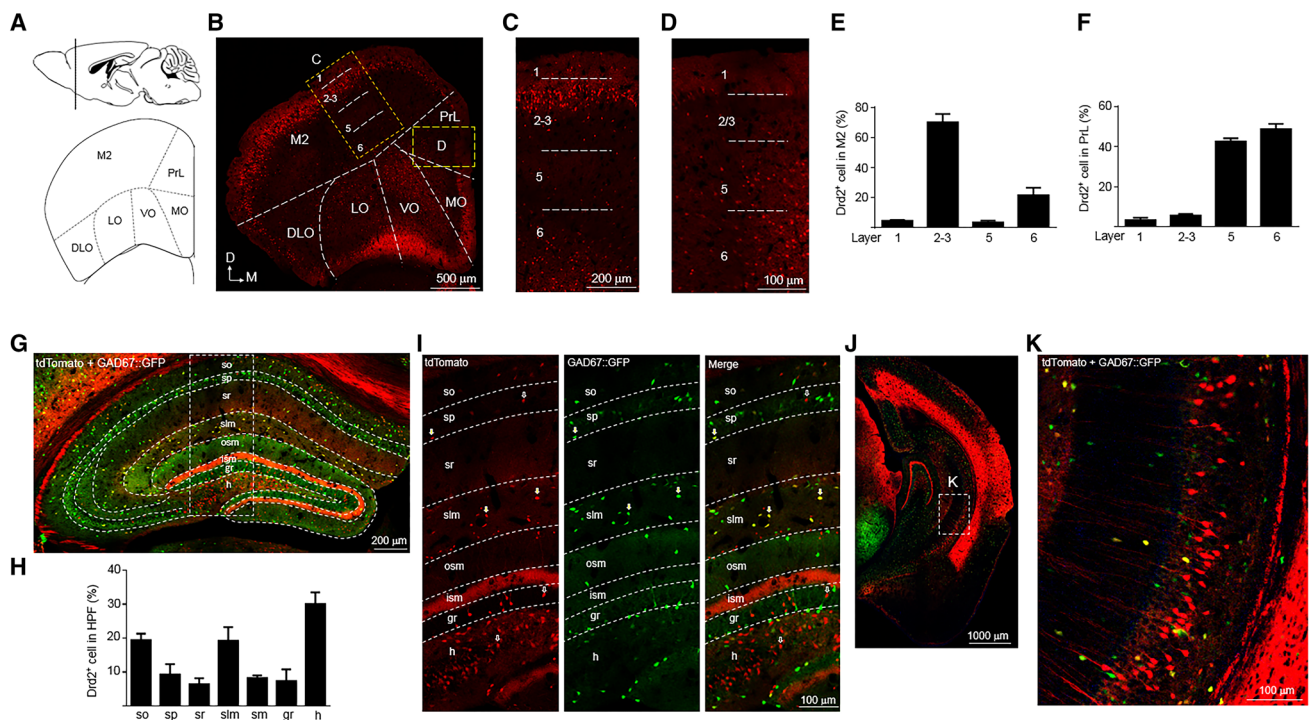 A
B
C
D
E
F
M2
PrL
LO
VO
MO
DLO
C
1
2-3
5
6
M2
PrL
D
LO
VO
MO
DLO
D
M
500 μm
1
2-3
5
6
200 μm
1
2/3
5
6
100 μm
Drd2+ cell in M2 (%)
80
60
40
20
Layer 1 2-3 5 6
Drd2+ cell in PrL (%)
60
40
20
Layer 1 2-3 5 6
G
tdTomato + GAD67::GFP
so
sp
sr
slm
osm
ism
gr
h
200 μm
H
Drd2+ cell in HPF (%)
40
30
20
10
so sp sr slm sm gr h
I
tdTomato
GAD67::GFP
Merge
so
sp
sr
slm
osm
ism
gr
h
so
sp
sr
slm
osm
ism
gr
h
so
sp
sr
slm
osm
ism
gr
h
100 μm
J
K
1000 μm
K
tdTomato + GAD67::GFP
100 μm